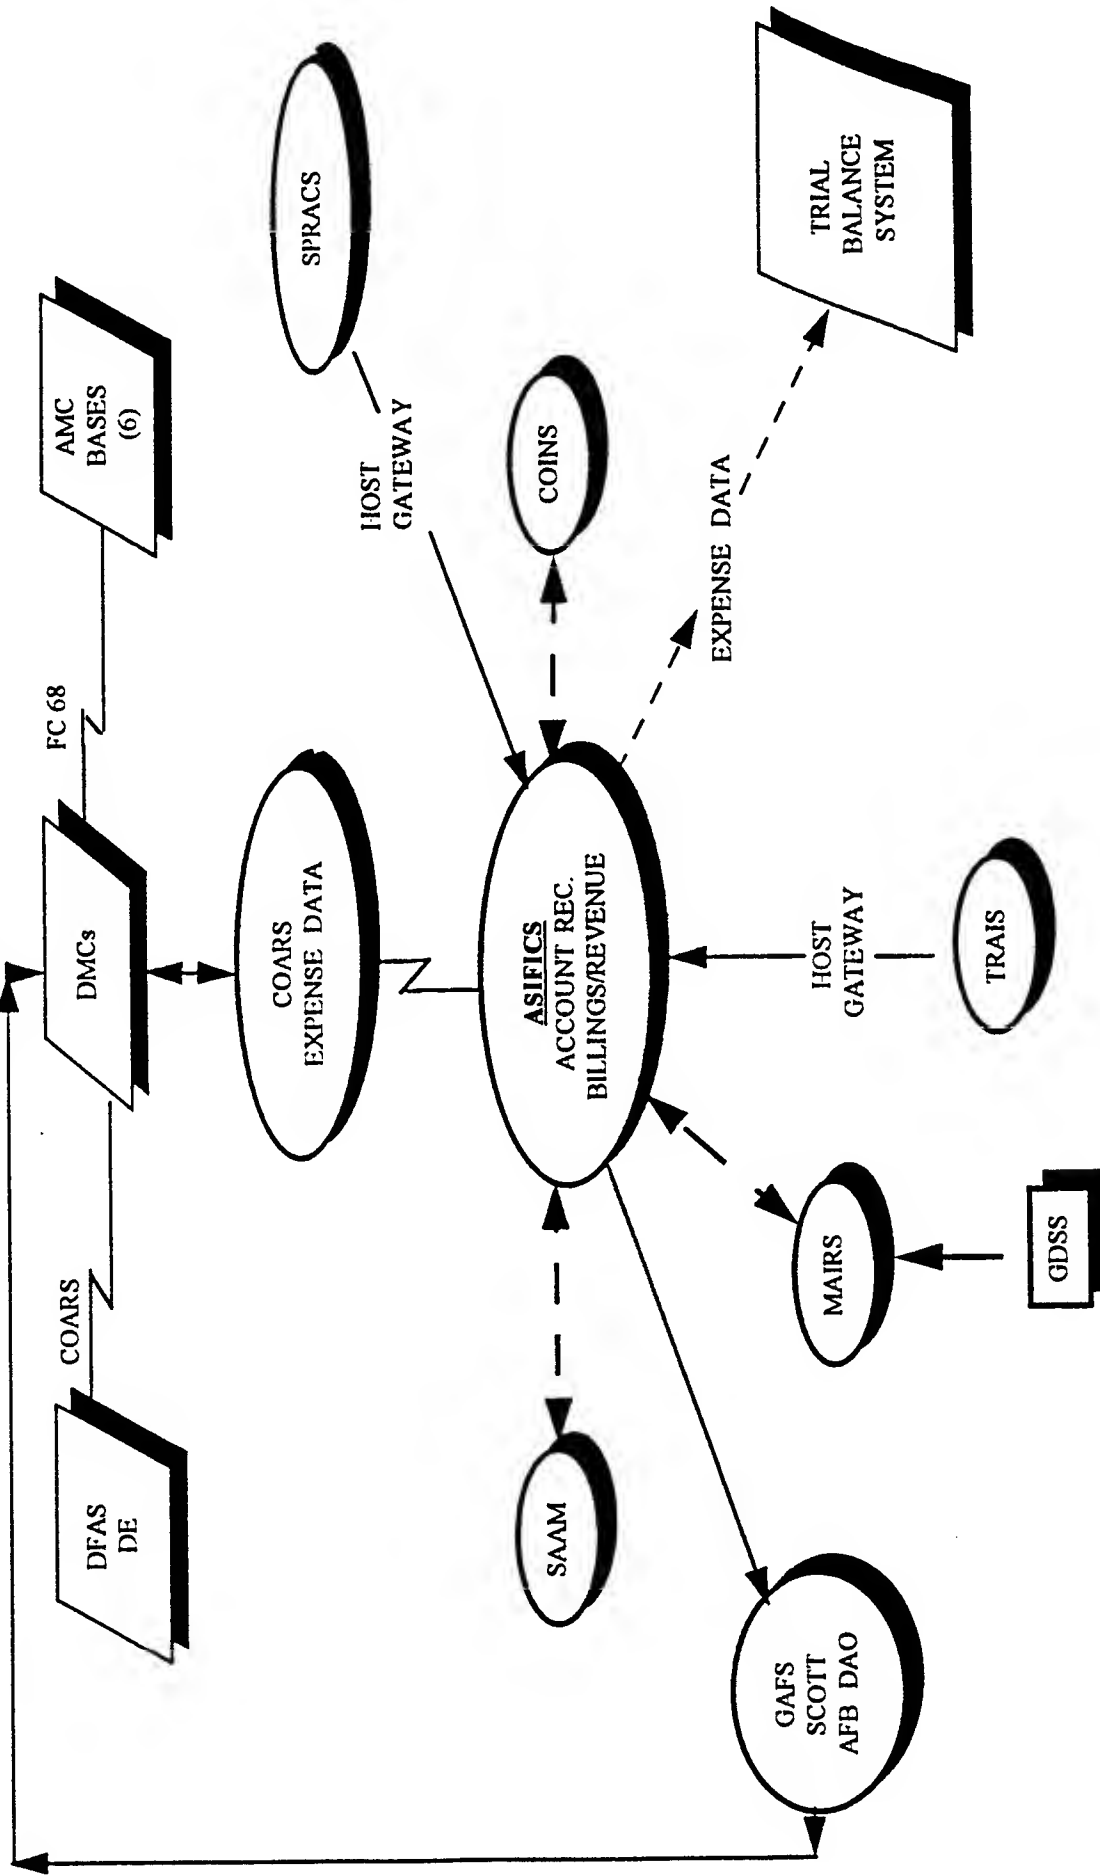 DFAS
DE
COARS
DMCs
FC 68
AMC
BASES
(6)
COARS
EXPENSE DATA
SPRACS
HOST
GATEWAY
SAAM
ASIFICS
ACCOUNT REC.
BILLINGS/REVENUE
COINS
GAFS
SCOTT
AFB DAO
MAIRS
HOST
GATEWAY
EXPENSE DATA
TRIAL
BALANCE
SYSTEM
GDSS
TRAIS